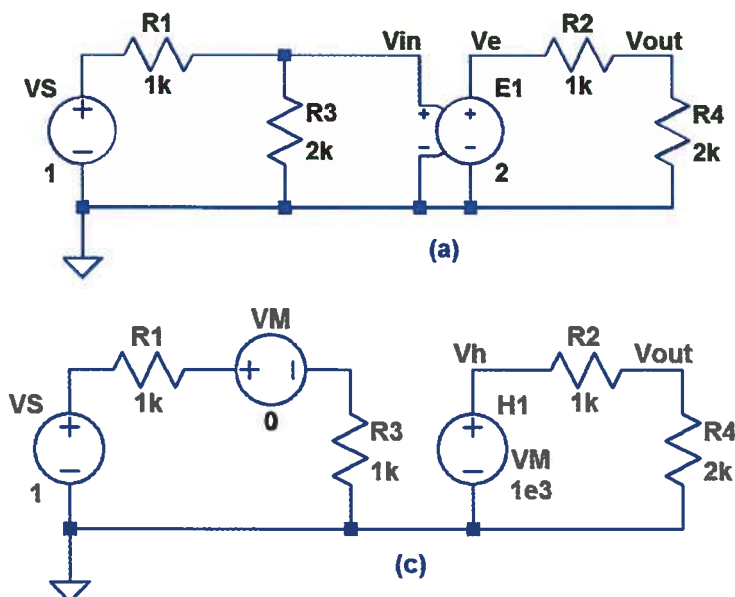 R1
1k
VS
1
R3
2k
Vin
Ve
E1
2
R2
1k
Vout
R4
2k
(a)
R1
1k
VS
1
VM
0
R3
1k
Vh
H1
VM
1e3
R2
1k
Vout
R4
2k
(c)